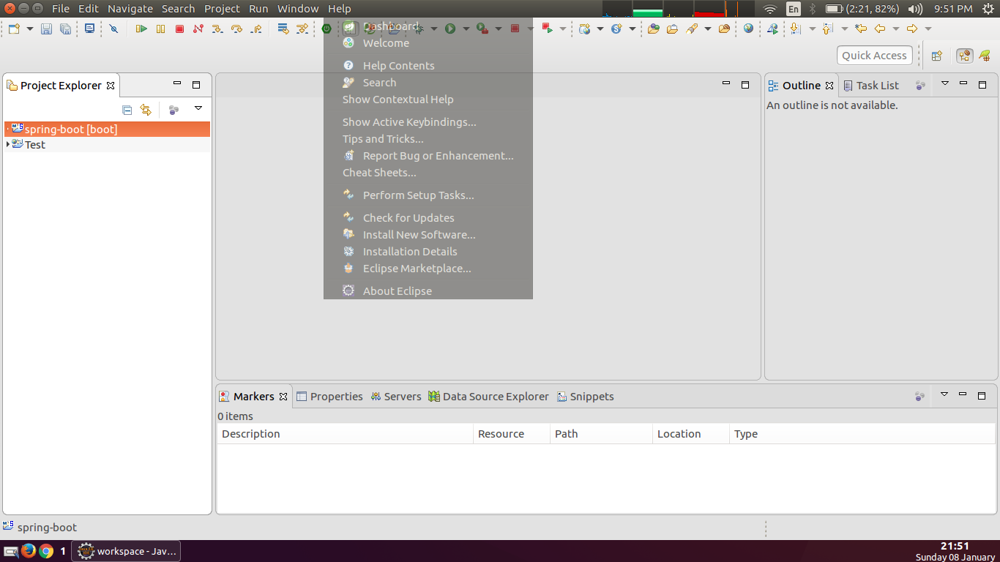 File Edit Navigate Search Project Run Window Help En (2:21, 82%) 9:51 PM
Dashboard
Welcome
Quick Access
Help Contents
Search
Show Contextual Help
Show Active Keybindings...
Tips and Tricks...
Report Bug or Enhancement...
Cheat Sheets...
Perform Setup Tasks...
Check for Updates
Install New Software...
Installation Details
Eclipse Marketplace...
About Eclipse
Project Explorer
spring-boot [boot]
Test
Outline Task List
An outline is not available.
Markers Properties Servers Data Source Explorer Snippets
0 items
Description Resource Path Location Type
spring-boot
1 workspace - Jav...
21:51
Sunday 08 January